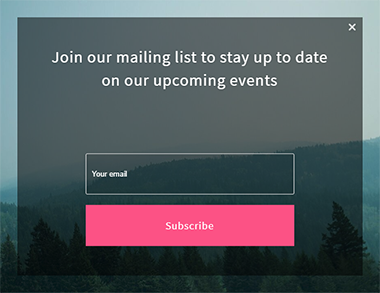 ×
Join our mailing list to stay up to date
on our upcoming events
Your email
Subscribe